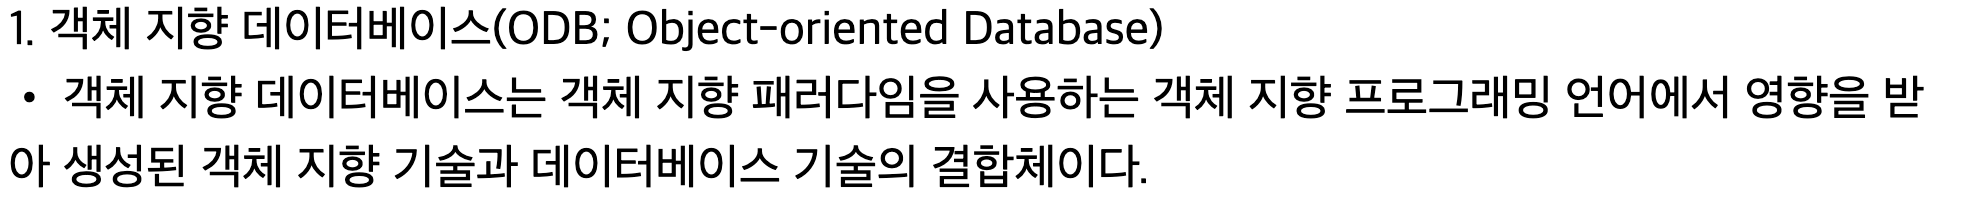 1. 객체 지향 데이터베이스(ODB; Object-oriented Database)
• 객체 지향 데이터베이스는 객체 지향 패러다임을 사용하는 객체 지향 프로그래밍 언어에서 영향을 받
아 생성된 객체 지향 기술과 데이터베이스 기술의 결합체이다.